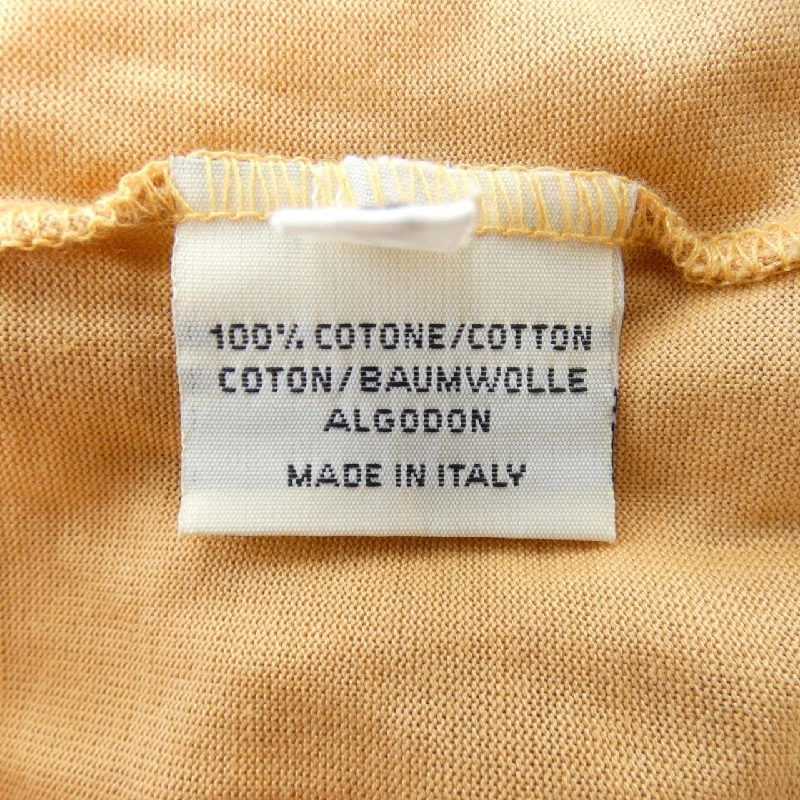 100% COTONE/COTTON
COTON/BAUMWOLLE
ALGODON
MADE IN ITALY